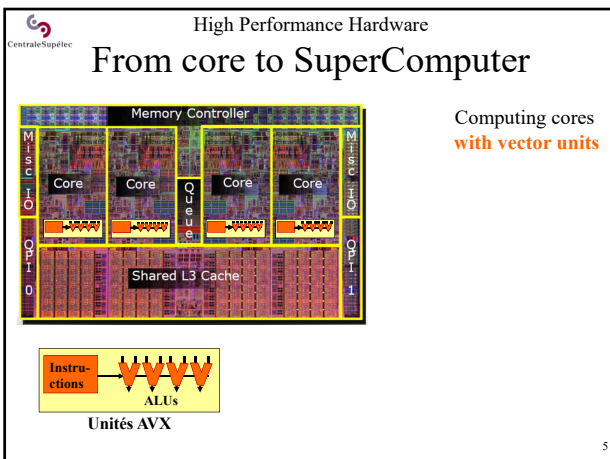 CentraleSupélec
High Performance Hardware
From core to SuperComputer
Memory Controller
Misc IO
Core
Core
Queue
Core
Core
Misc IO
QPI 0
Shared L3 Cache
QPI 1
Computing cores
with vector units
Instru-
ctions
ALUs
Unités AVX
5